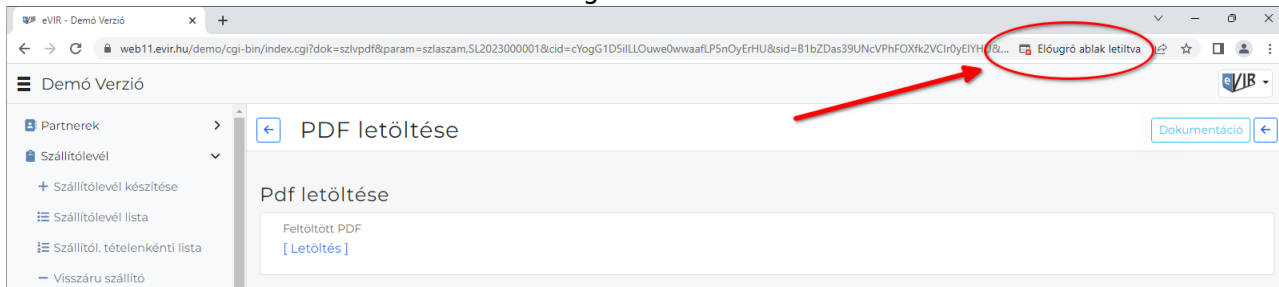 eVIR - Demó Verzió
web11.evir.hu/demo/cgi-bin/index.cgi?dok=szlvpdf&param=szlaszam,SL2023000001&cid=cYogG1D5iILLOuwe0wwaafLP5nOyErHU&sid=B1bZDas39UNcVPhFOXfk2VClr0yEIYHU&... Előugró ablak letiltva
Demó Verzió
eVIR
Partnerek
PDF letöltése
Dokumentáció
Szállítólevél
Szállítólevél készítése
Pdf letöltése
Szállítólevél lista
Feltöltött PDF
Szállítól. tételenkénti lista
[ Letöltés ]
Visszáru szállító